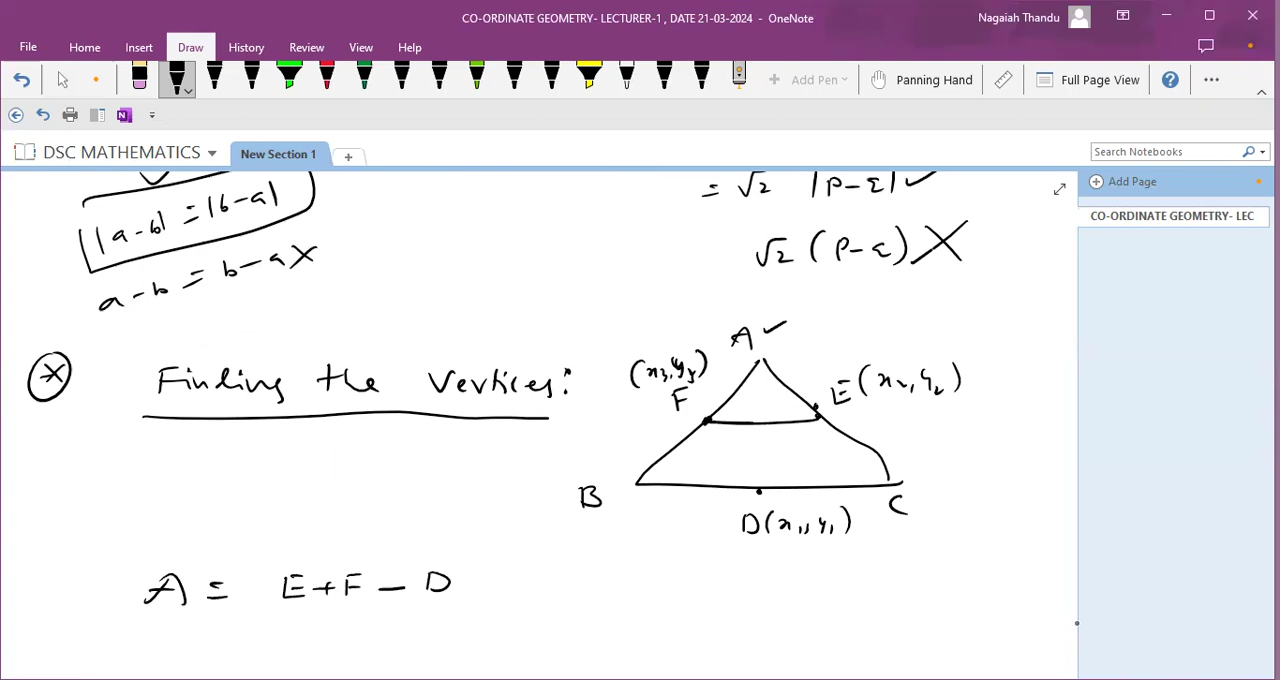 CO-ORDINATE GEOMETRY- LECTURER-1 , DATE 21-03-2024 - OneNote
Nagaiah Thandu
File Home Insert Draw History Review View Help
Add Pen
Panning Hand
Full Page View
DSC MATHEMATICS
New Section 1
Search Notebooks
Add Page
CO-ORDINATE GEOMETRY- LEC
|a-b| = |b-a|
a-b = b-a X
= √2 |P-q| ✓
√2 (P-q) X
Finding the Vertices:
A ✓
(x3,y3)
F
E(x2,y2)
B
C
D(x1,y1)
A = E+F-D